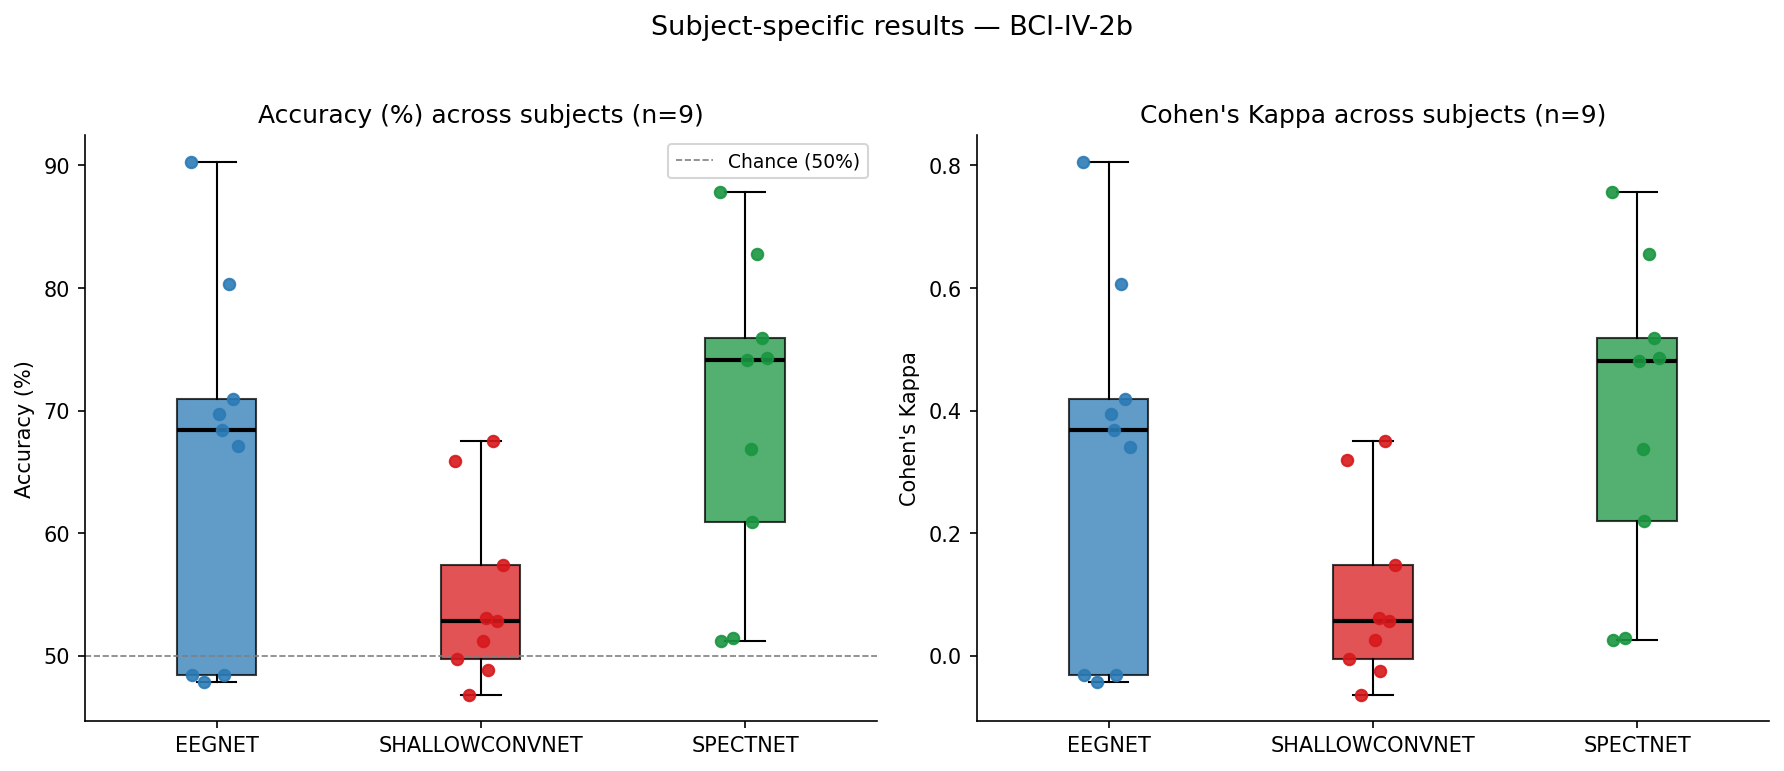 Subject-specific results — BCI-IV-2b
Accuracy (%) across subjects (n=9)
Chance (50%)
Accuracy (%)
90
80
70
60
50
EEGNET
SHALLOWCONVNET
SPECTNET
Cohen's Kappa across subjects (n=9)
Cohen's Kappa
0.8
0.6
0.4
0.2
0.0
EEGNET
SHALLOWCONVNET
SPECTNET